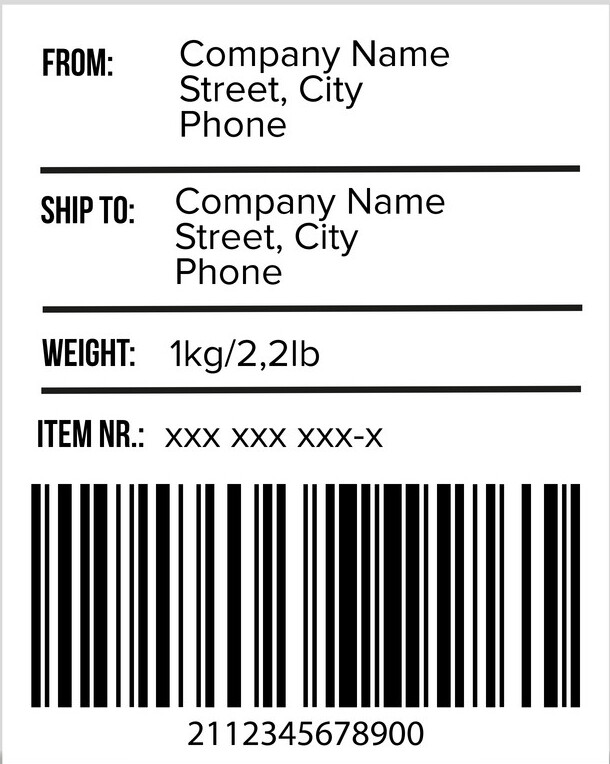 FROM: Company Name
Street, City
Phone
SHIP TO: Company Name
Street, City
Phone
WEIGHT: 1kg/2,2lb
ITEM NR.: xxx xxx xxx-x
2112345678900